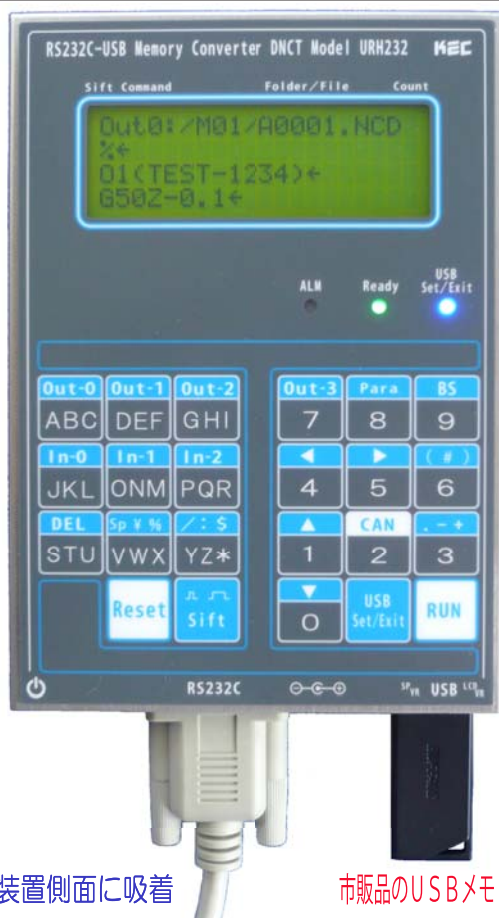 RS232C-USB Memory Converter DNCT Model URH232 KEC
Sift Command Folder/File Count
Out0:/M01/A0001.NCD
%←
O1(TEST-1234)←
G50Z-0.1←
ALM Ready USB Set/Exit
Out-0 Out-1 Out-2 Out-3 Para BS
ABC DEF GHI 7 8 9
In-0 In-1 In-2 ◀ ▶ (#)
JKL ONM PQR 4 5 6
DEL Sp¥% /:$ ▲ CAN .-+
STU VWX YZ* 1 2 3
▼
Reset Sift 0 USB Set/Exit RUN
RS232C SP VR USB LCD VR
装置側面に吸着 市販品のUSBメモ